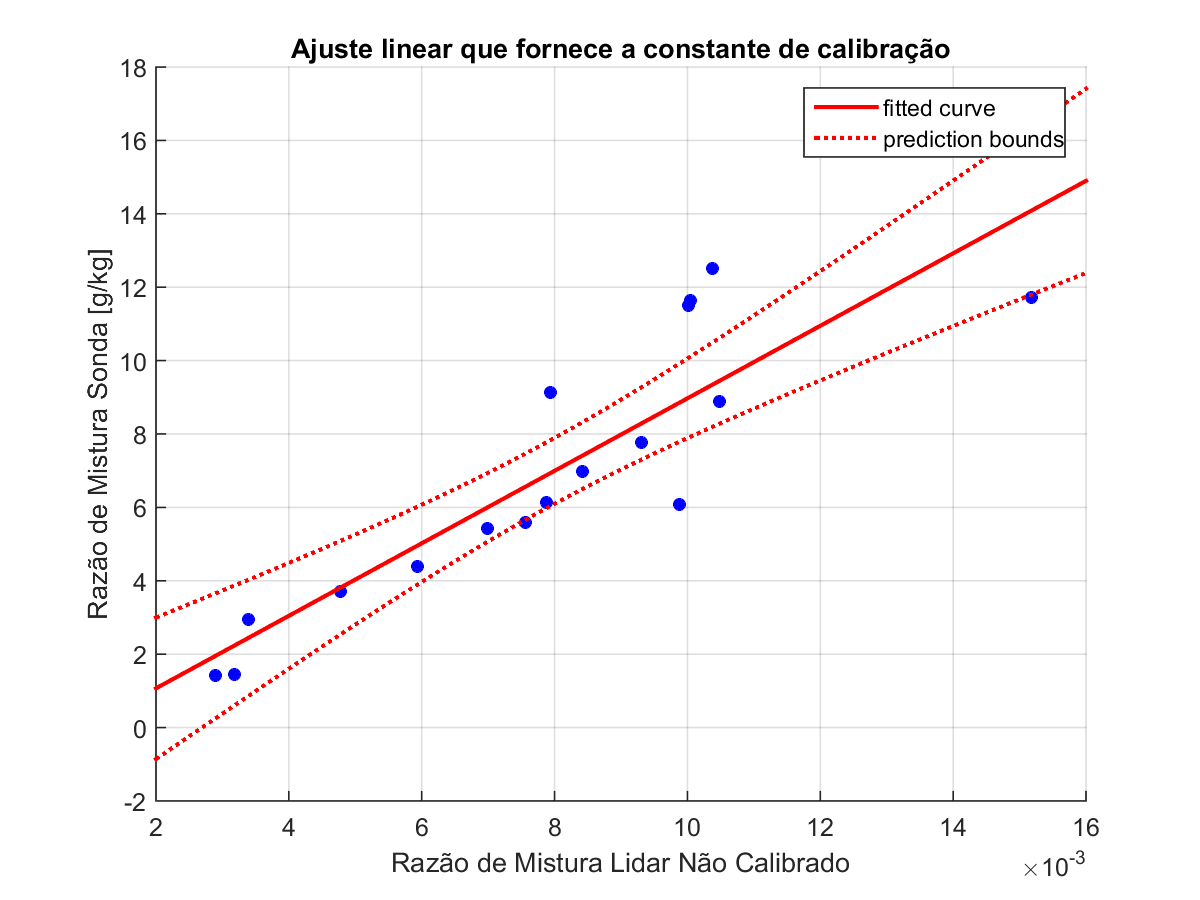 Ajuste linear que fornece a constante de calibração
fitted curve
prediction bounds
Razão de Mistura Sonda [g/kg]
18
16
14
12
10
8
6
4
2
0
-2
2 4 6 8 10 12 14 16
×10-3
Razão de Mistura Lidar Não Calibrado